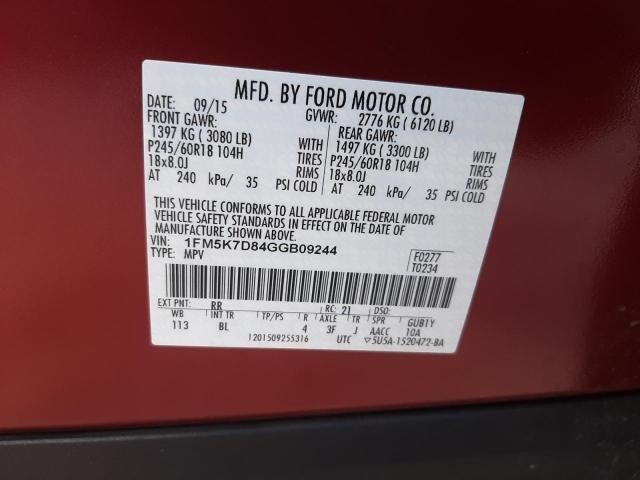 MFD. BY FORD MOTOR CO.
DATE: 09/15 GVWR: 2776 KG ( 6120 LB)
FRONT GAWR: REAR GAWR:
1397 KG ( 3080 LB) WITH 1497 KG ( 3300 LB) WITH
P245/60R18 104H TIRES P245/60R18 104H TIRES
18x8.0J RIMS 18x8.0J RIMS
AT 240 kPa/ 35 PSI COLD AT 240 kPa/ 35 PSI COLD
THIS VEHICLE CONFORMS TO ALL APPLICABLE FEDERAL MOTOR
VEHICLE SAFETY STANDARDS IN EFFECT ON THE DATE OF
MANUFACTURE SHOWN ABOVE.
VIN: 1FM5K7D84GGB09244 F0277
TYPE: MPV T0234
EXT PNT: RR RC: 21 DSO:
WB INT TR TP/PS R AXLE TR SPR GUB1Y
113 BL 4 3F J AACC 10A
1201509255316 UTC ▽5U5A-1520472-BA